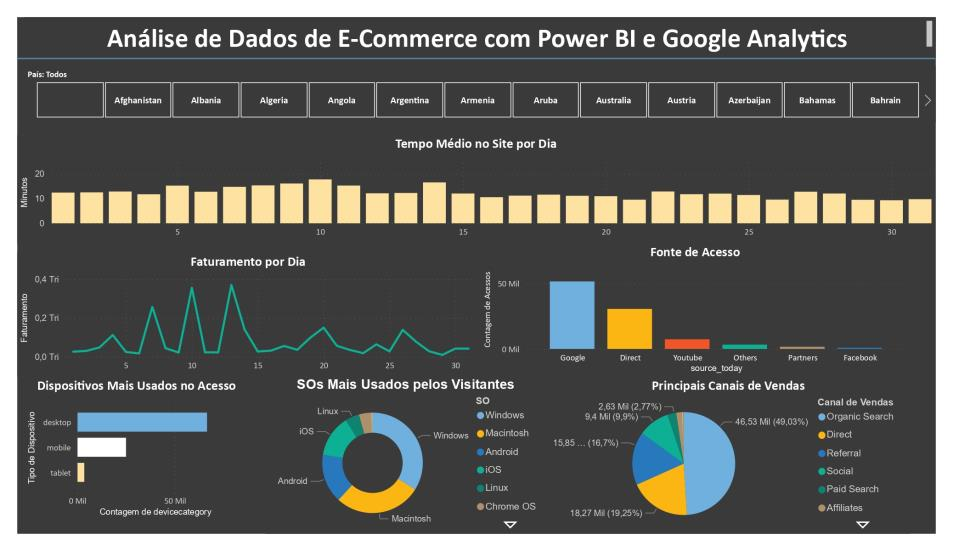 Análise de Dados de E-Commerce com Power BI e Google Analytics
País: Todos
Afghanistan Albania Algeria Angola Argentina Armenia Aruba Australia Austria Azerbaijan Bahamas Bahrain
Tempo Médio no Site por Dia
Minutos
20
10
0
5 10 15 20 25 30
Faturamento por Dia
Faturamento
0,4 Tri
0,2 Tri
0,0 Tri
5 10 15 20 25 30
Fonte de Acesso
Contagem de Acessos
50 Mil
0 Mil
Google Direct Youtube Others Partners Facebook
source_today
Dispositivos Mais Usados no Acesso
Tipo de Dispositivo
desktop
mobile
tablet
0 Mil 50 Mil
Contagem de devicecategory
SOs Mais Usados pelos Visitantes
Linux
iOS
Android
Windows
Macintosh
SO
Windows
Macintosh
Android
iOS
Linux
Chrome OS
Principais Canais de Vendas
2,63 Mil (2,77%)
9,4 Mil (9,9%)
15,85 ... (16,7%)
18,27 Mil (19,25%)
46,53 Mil (49,03%)
Canal de Vendas
Organic Search
Direct
Referral
Social
Paid Search
Affiliates